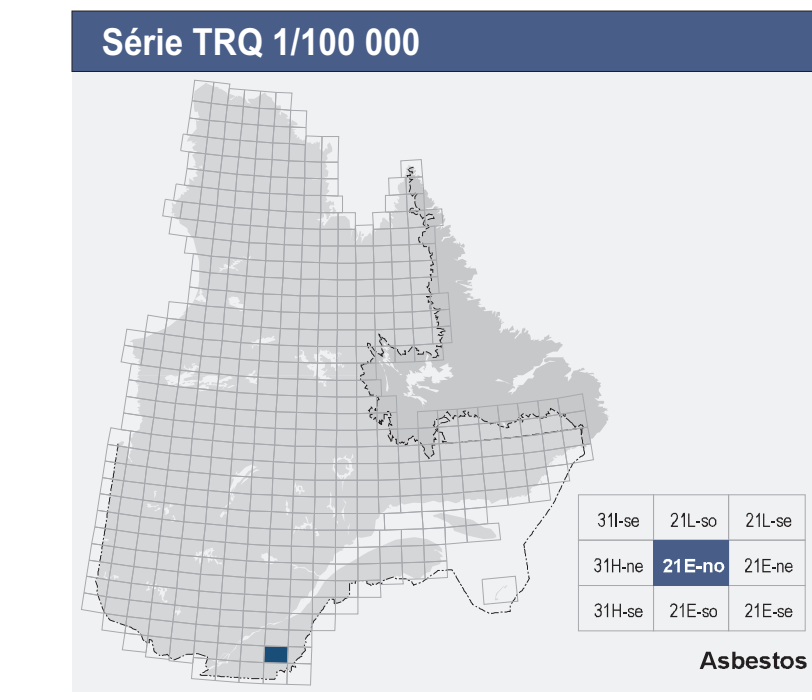 Série TRQ 1/100 000
31I-se 21L-so 21L-se
31H-ne 21E-no 21E-ne
31H-se 21E-so 21E-se
Asbestos